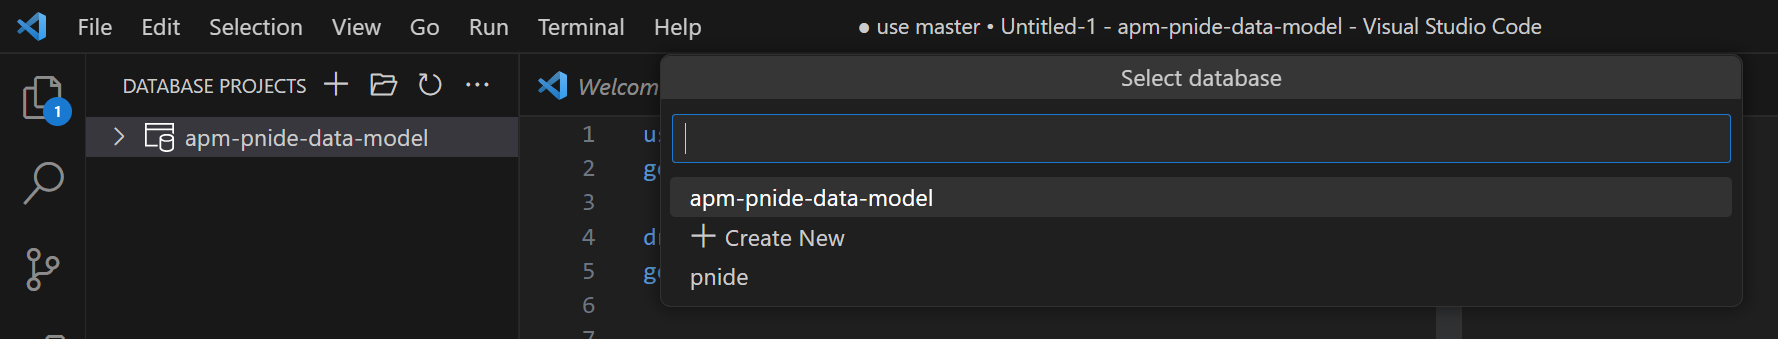 File Edit Selection View Go Run Terminal Help
● use master • Untitled-1 - apm-pnide-data-model - Visual Studio Code
1
DATABASE PROJECTS
apm-pnide-data-model
Welcom
Select database
apm-pnide-data-model
+ Create New
pnide
1 u
2 g
3
4 d
5 g
6
7